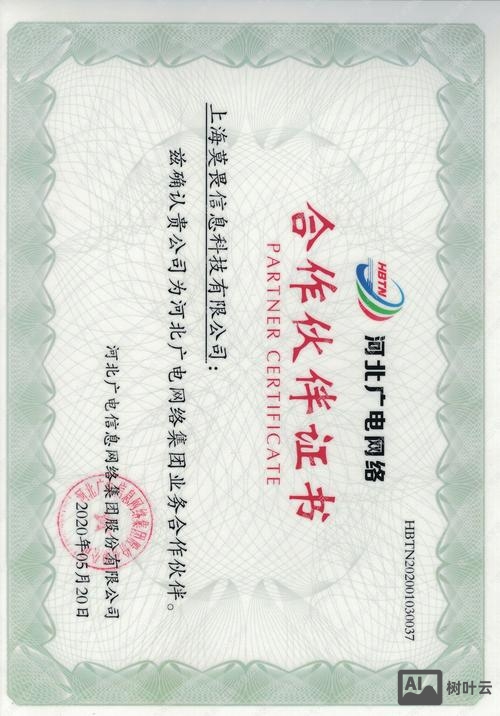 HBTN202001030037
HBTN
河北广电网络
合作伙伴证书
PARTNER CERTIFICATE
上海莫畏信息科技有限公司：
兹确认贵公司为河北广电网络集团业务合作伙伴。
河北广电信息网络集团股份有限公司
2020年05月20日
AI 树叶云